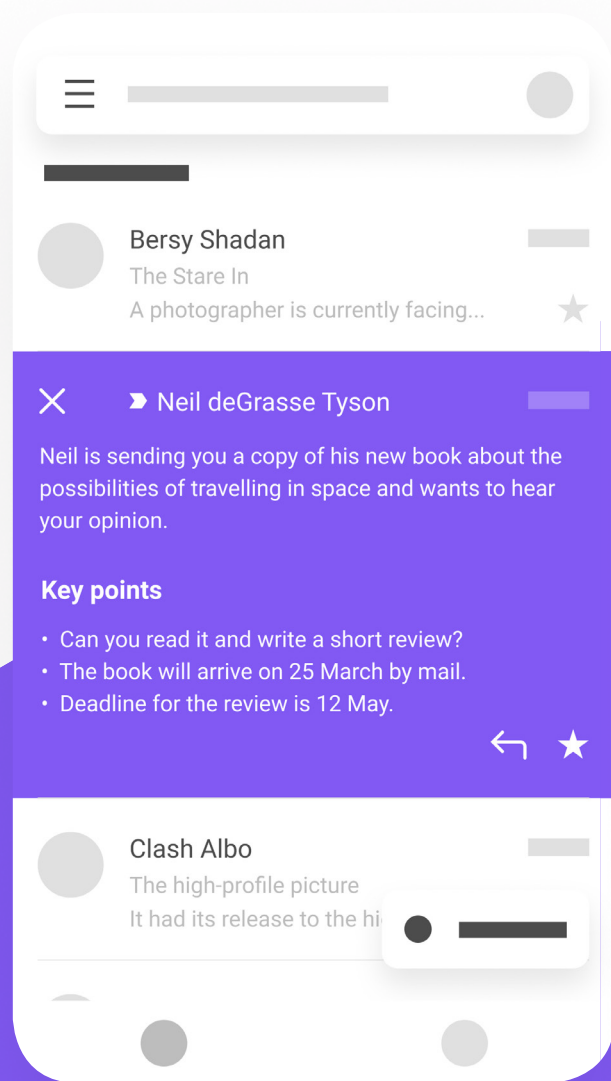 Bersy Shadan
The Stare In
A photographer is currently facing...
Neil deGrasse Tyson
Neil is sending you a copy of his new book about the
possibilities of travelling in space and wants to hear
your opinion.
Key points
• Can you read it and write a short review?
• The book will arrive on 25 March by mail.
• Deadline for the review is 12 May.
Clash Albo
The high-profile picture
It had its release to the hi